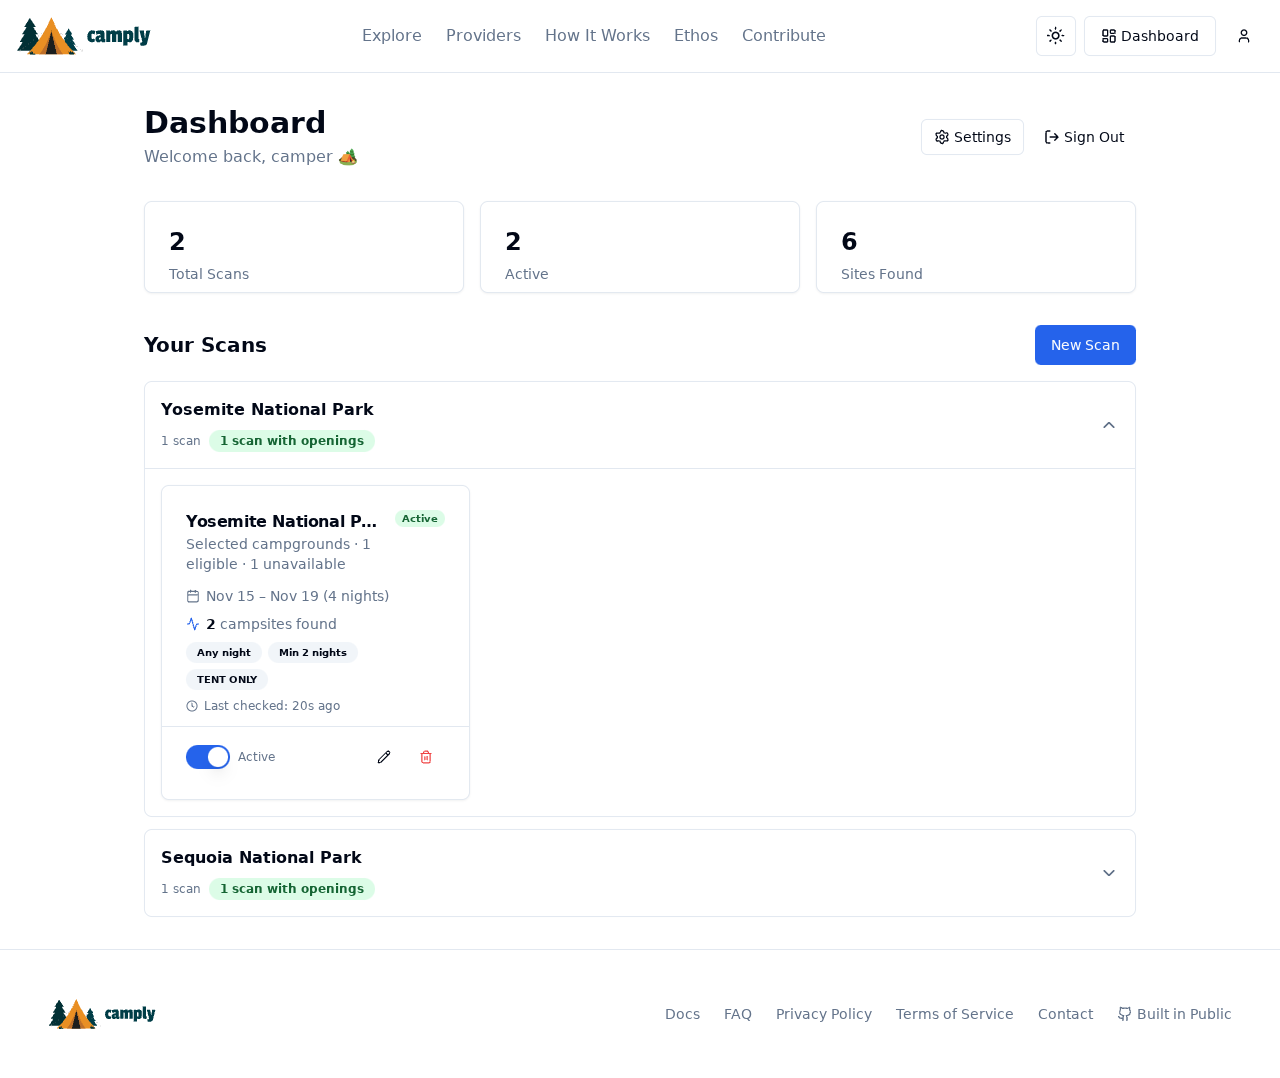 camply
Explore
Providers
How It Works
Ethos
Contribute
Dashboard
Dashboard
Welcome back, camper 🏕️
Settings
Sign Out
2
Total Scans
2
Active
6
Sites Found
Your Scans
New Scan
Yosemite National Park
1 scan
1 scan with openings
Yosemite National P...
Active
Selected campgrounds · 1
eligible · 1 unavailable
Nov 15 – Nov 19 (4 nights)
2 campsites found
Any night
Min 2 nights
TENT ONLY
Last checked: 20s ago
Active
Sequoia National Park
1 scan
1 scan with openings
camply
Docs
FAQ
Privacy Policy
Terms of Service
Contact
Built in Public